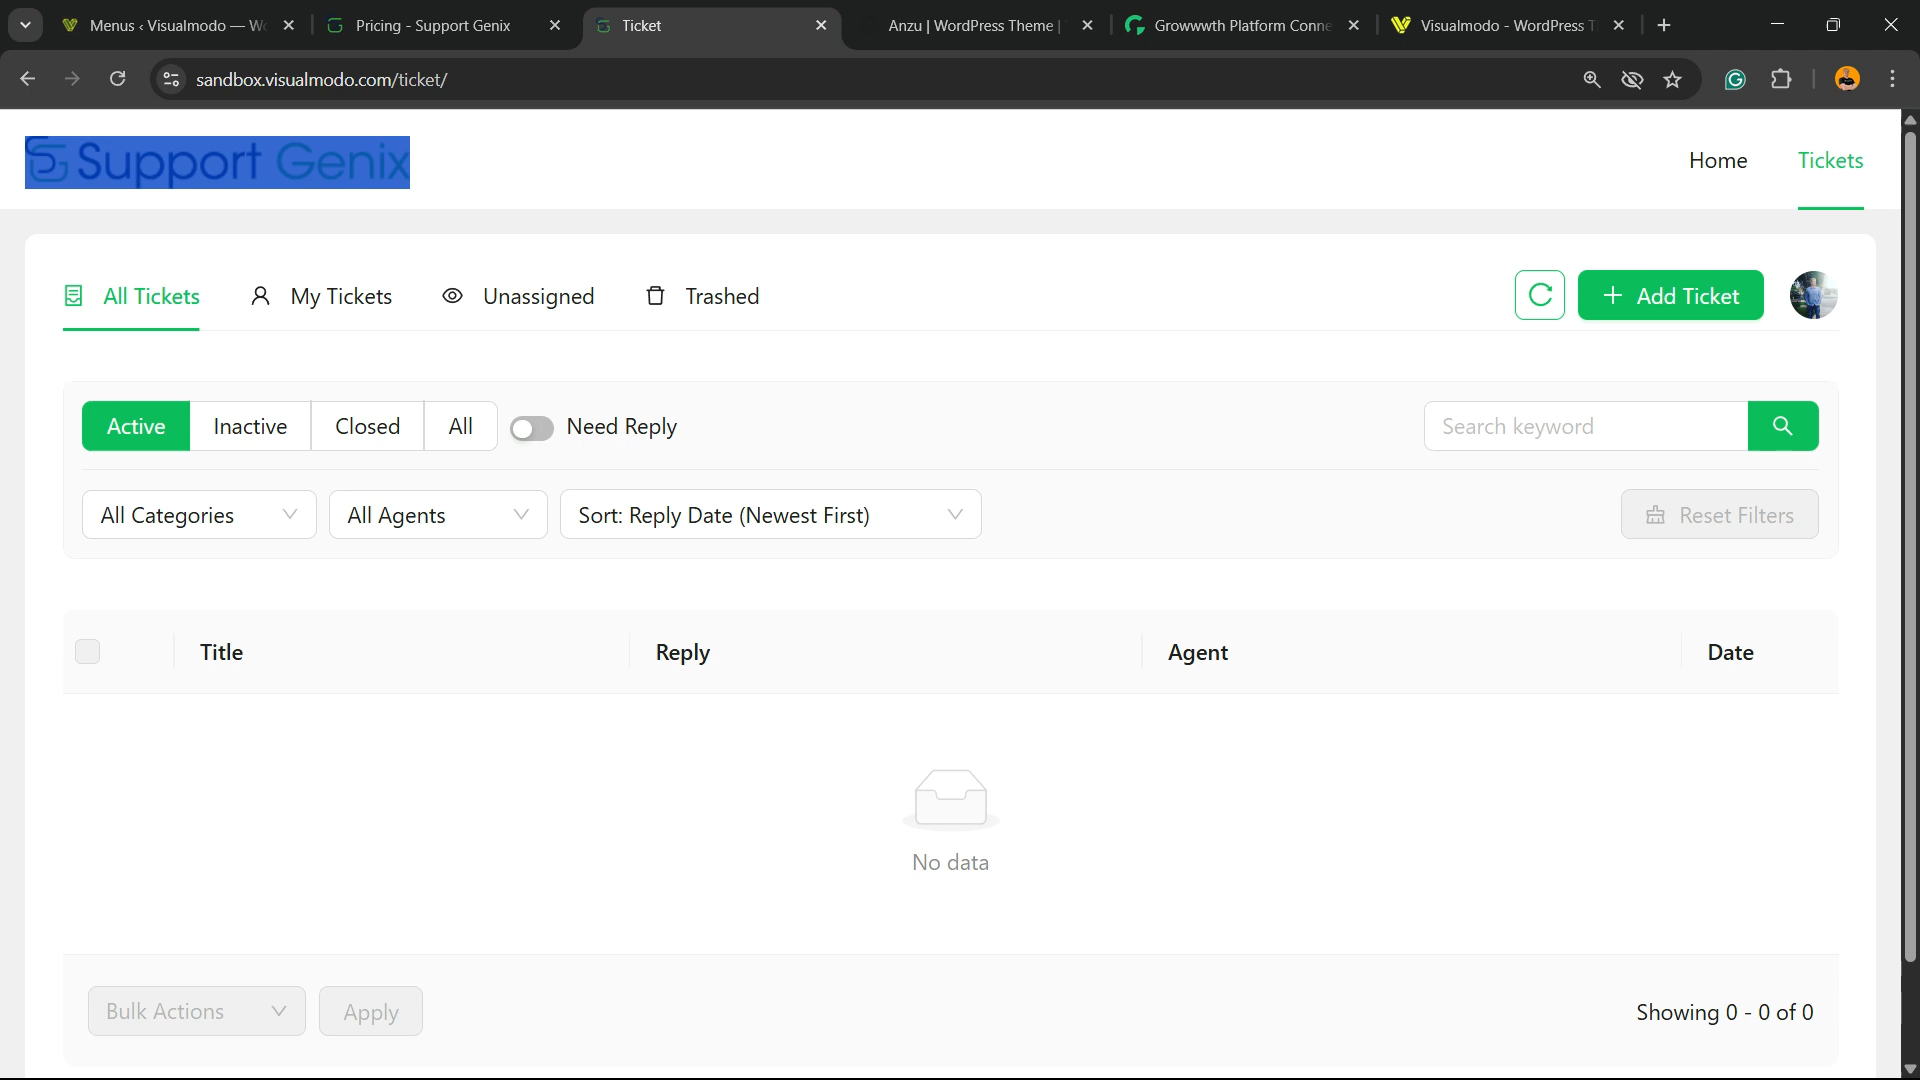 Menus ‹ Visualmodo — Wo
Pricing - Support Genix
Ticket
Anzu | WordPress Theme |
Growwwth Platform Conne
Visualmodo - WordPress T
sandbox.visualmodo.com/ticket/
Support Genix
Home
Tickets
All Tickets
My Tickets
Unassigned
Trashed
Add Ticket
Active
Inactive
Closed
All
Need Reply
Search keyword
All Categories
All Agents
Sort: Reply Date (Newest First)
Reset Filters
Title
Reply
Agent
Date
No data
Bulk Actions
Apply
Showing 0 - 0 of 0